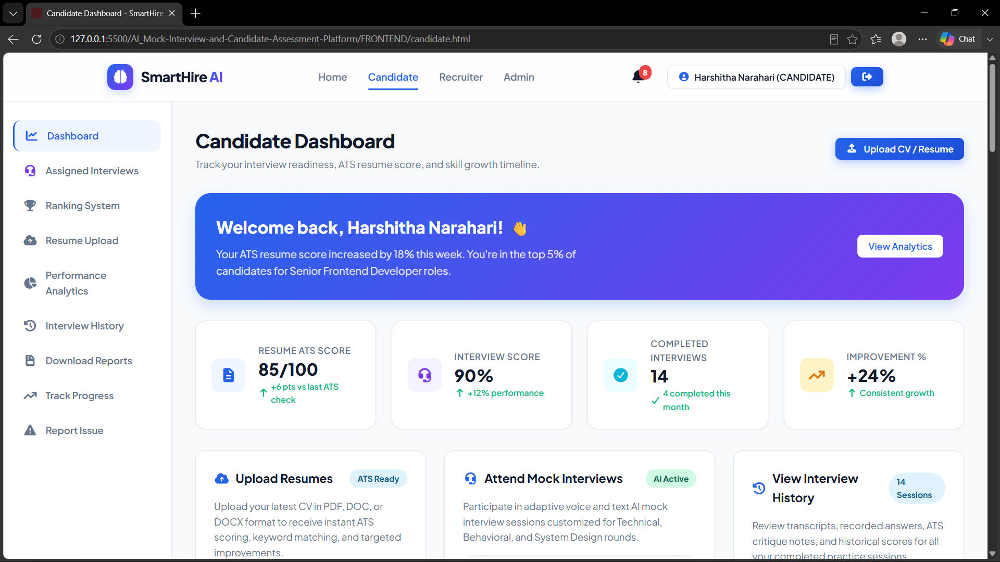 Candidate Dashboard - SmartHire
127.0.0.1:5500/AI_Mock-Interview-and-Candidate-Assessment-Platform/FRONTEND/candidate.html
Chat
SmartHire AI
Home
Candidate
Recruiter
Admin
8
Harshitha Narahari (CANDIDATE)
Dashboard
Assigned Interviews
Ranking System
Resume Upload
Performance
Analytics
Interview History
Download Reports
Track Progress
Report Issue
Candidate Dashboard
Track your interview readiness, ATS resume score, and skill growth timeline.
Upload CV / Resume
Welcome back, Harshitha Narahari! 👋
Your ATS resume score increased by 18% this week. You're in the top 5% of
candidates for Senior Frontend Developer roles.
View Analytics
RESUME ATS SCORE
85/100
+6 pts vs last ATS
check
INTERVIEW SCORE
90%
+12% performance
COMPLETED
INTERVIEWS
14
4 completed this
month
IMPROVEMENT %
+24%
Consistent growth
Upload Resumes
ATS Ready
Upload your latest CV in PDF, DOC, or
DOCX format to receive instant ATS
scoring, keyword matching, and targeted
improvements.
Attend Mock Interviews
AI Active
Participate in adaptive voice and text AI mock
interview sessions customized for Technical,
Behavioral, and System Design rounds.
View Interview
History
14
Sessions
Review transcripts, recorded answers, ATS
critique notes, and historical scores for all
your completed practice sessions.